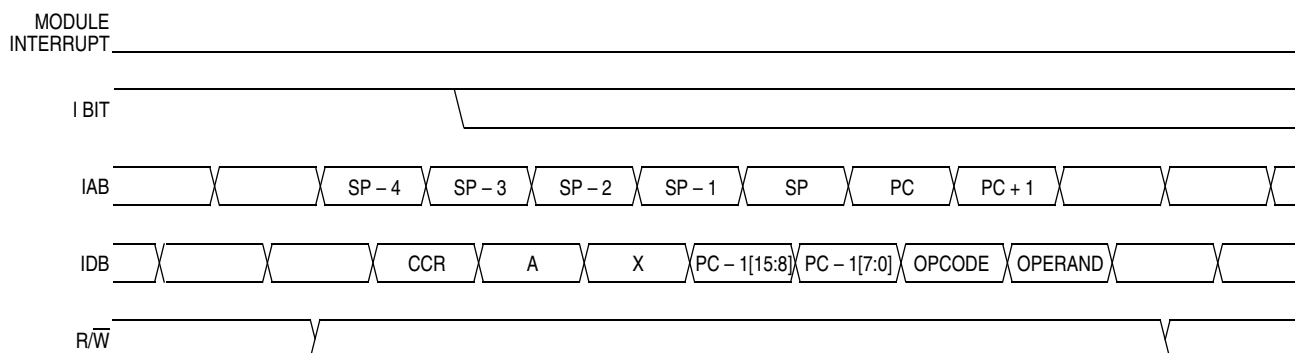 MODULE
INTERRUPT
I BIT
IAB SP – 4 SP – 3 SP – 2 SP – 1 SP PC PC + 1
IDB CCR A X PC – 1[15:8] PC – 1[7:0] OPCODE OPERAND
R/W̅